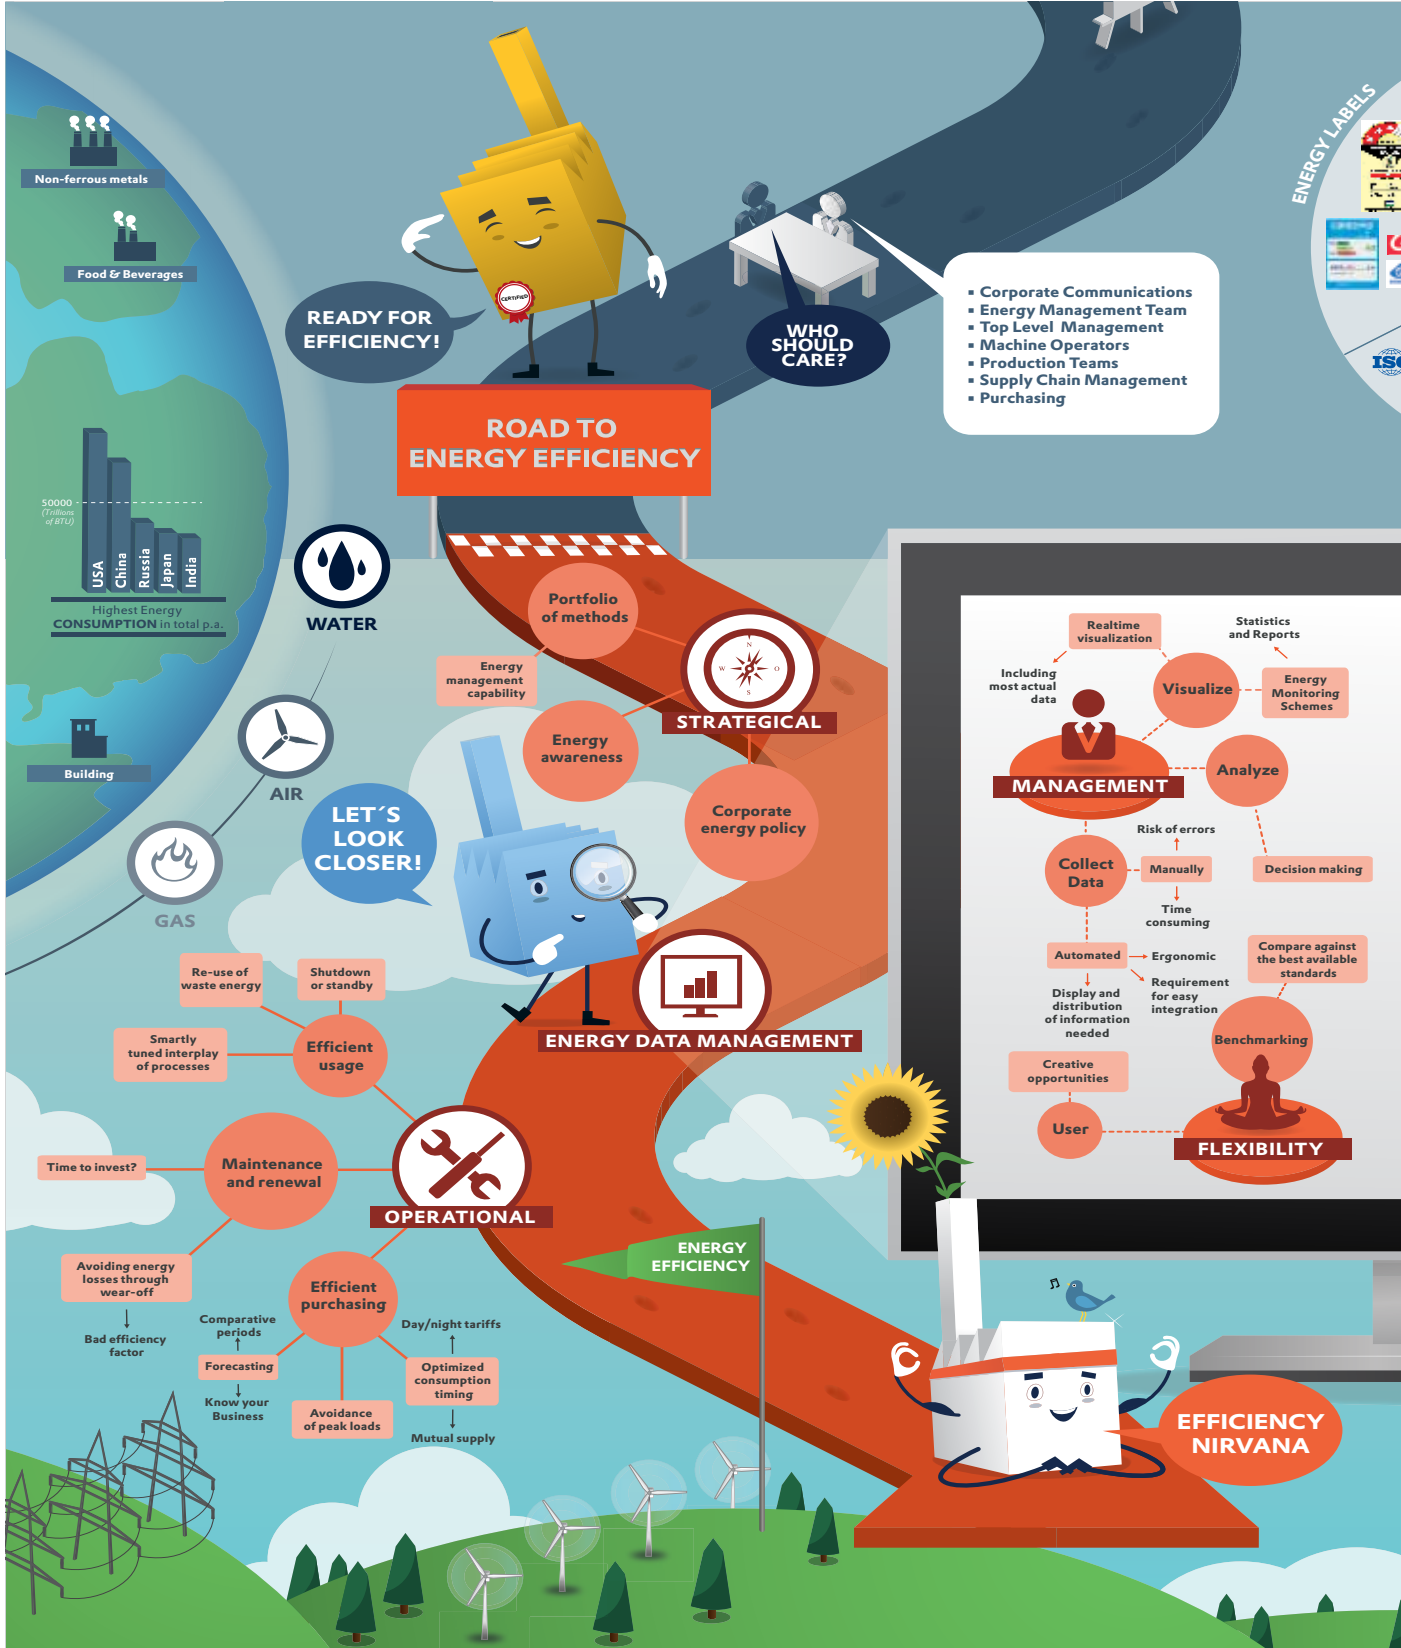 Non-ferrous metals
Food & Beverages
50000
(Trillions
of BTU)
USA
China
Russia
Japan
India
Highest Energy
CONSUMPTION in total p.a.
Building
READY FOR
EFFICIENCY!
CERTIFIED
WHO
SHOULD
CARE?
▪ Corporate Communications
▪ Energy Management Team
▪ Top Level Management
▪ Machine Operators
▪ Production Teams
▪ Supply Chain Management
▪ Purchasing
ENERGY LABELS
ROAD TO
ENERGY EFFICIENCY
WATER
AIR
GAS
Portfolio
of methods
Energy
management
capability
Energy
awareness
N
W
O
S
STRATEGICAL
Corporate
energy policy
LET´S
LOOK
CLOSER!
ENERGY DATA MANAGEMENT
Realtime
visualization
Statistics
and Reports
Including
most actual
data
Visualize
Energy
Monitoring
Schemes
MANAGEMENT
Analyze
Risk of errors
Collect
Data
Manually
Decision making
Time
consuming
Automated
Ergonomic
Compare against
the best available
standards
Requirement
for easy
integration
Display and
distribution
of information
needed
Benchmarking
Creative
opportunities
User
FLEXIBILITY
Re-use of
waste energy
Shutdown
or standby
Smartly
tuned interplay
of processes
Efficient
usage
Time to invest?
Maintenance
and renewal
OPERATIONAL
Avoiding energy
losses through
wear-off
Bad efficiency
factor
Efficient
purchasing
Comparative
periods
Forecasting
Know your
Business
Avoidance
of peak loads
Day/night tariffs
Optimized
consumption
timing
Mutual supply
ENERGY
EFFICIENCY
EFFICIENCY
NIRVANA